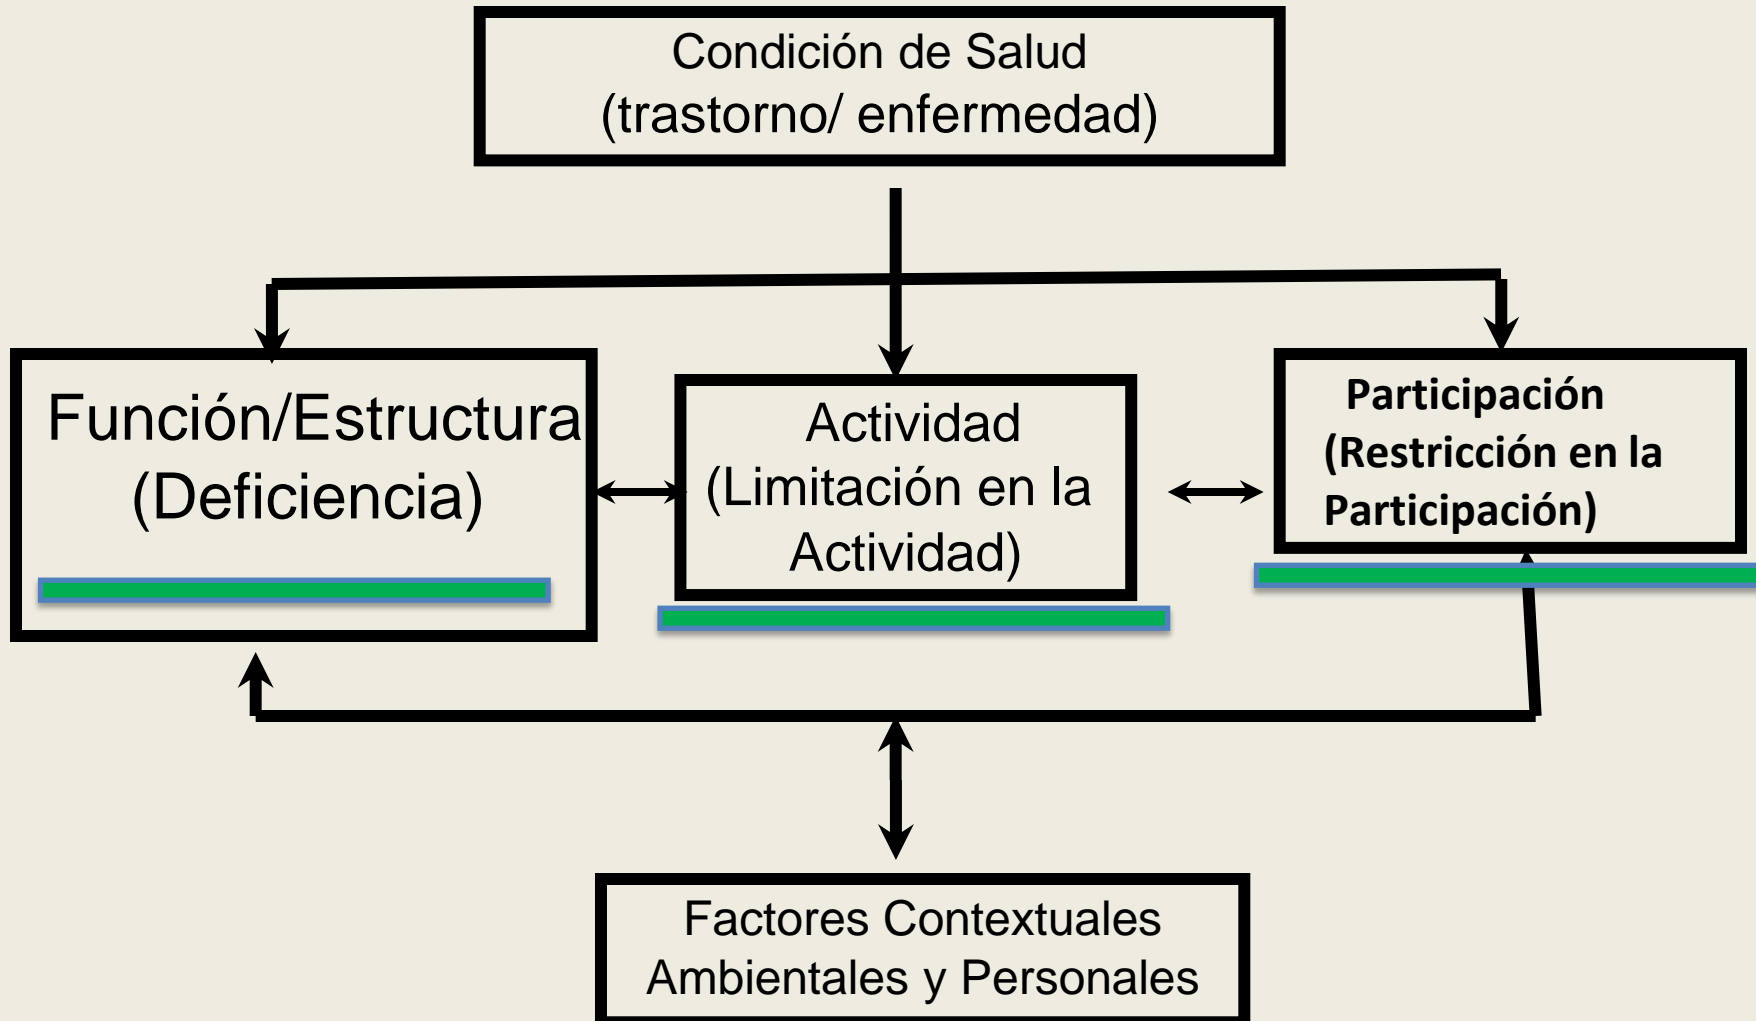 Condición de Salud
(trastorno/ enfermedad)
Función/Estructura
(Deficiencia)
Actividad
(Limitación en la
Actividad)
Participación
(Restricción en la
Participación)
Factores Contextuales
Ambientales y Personales